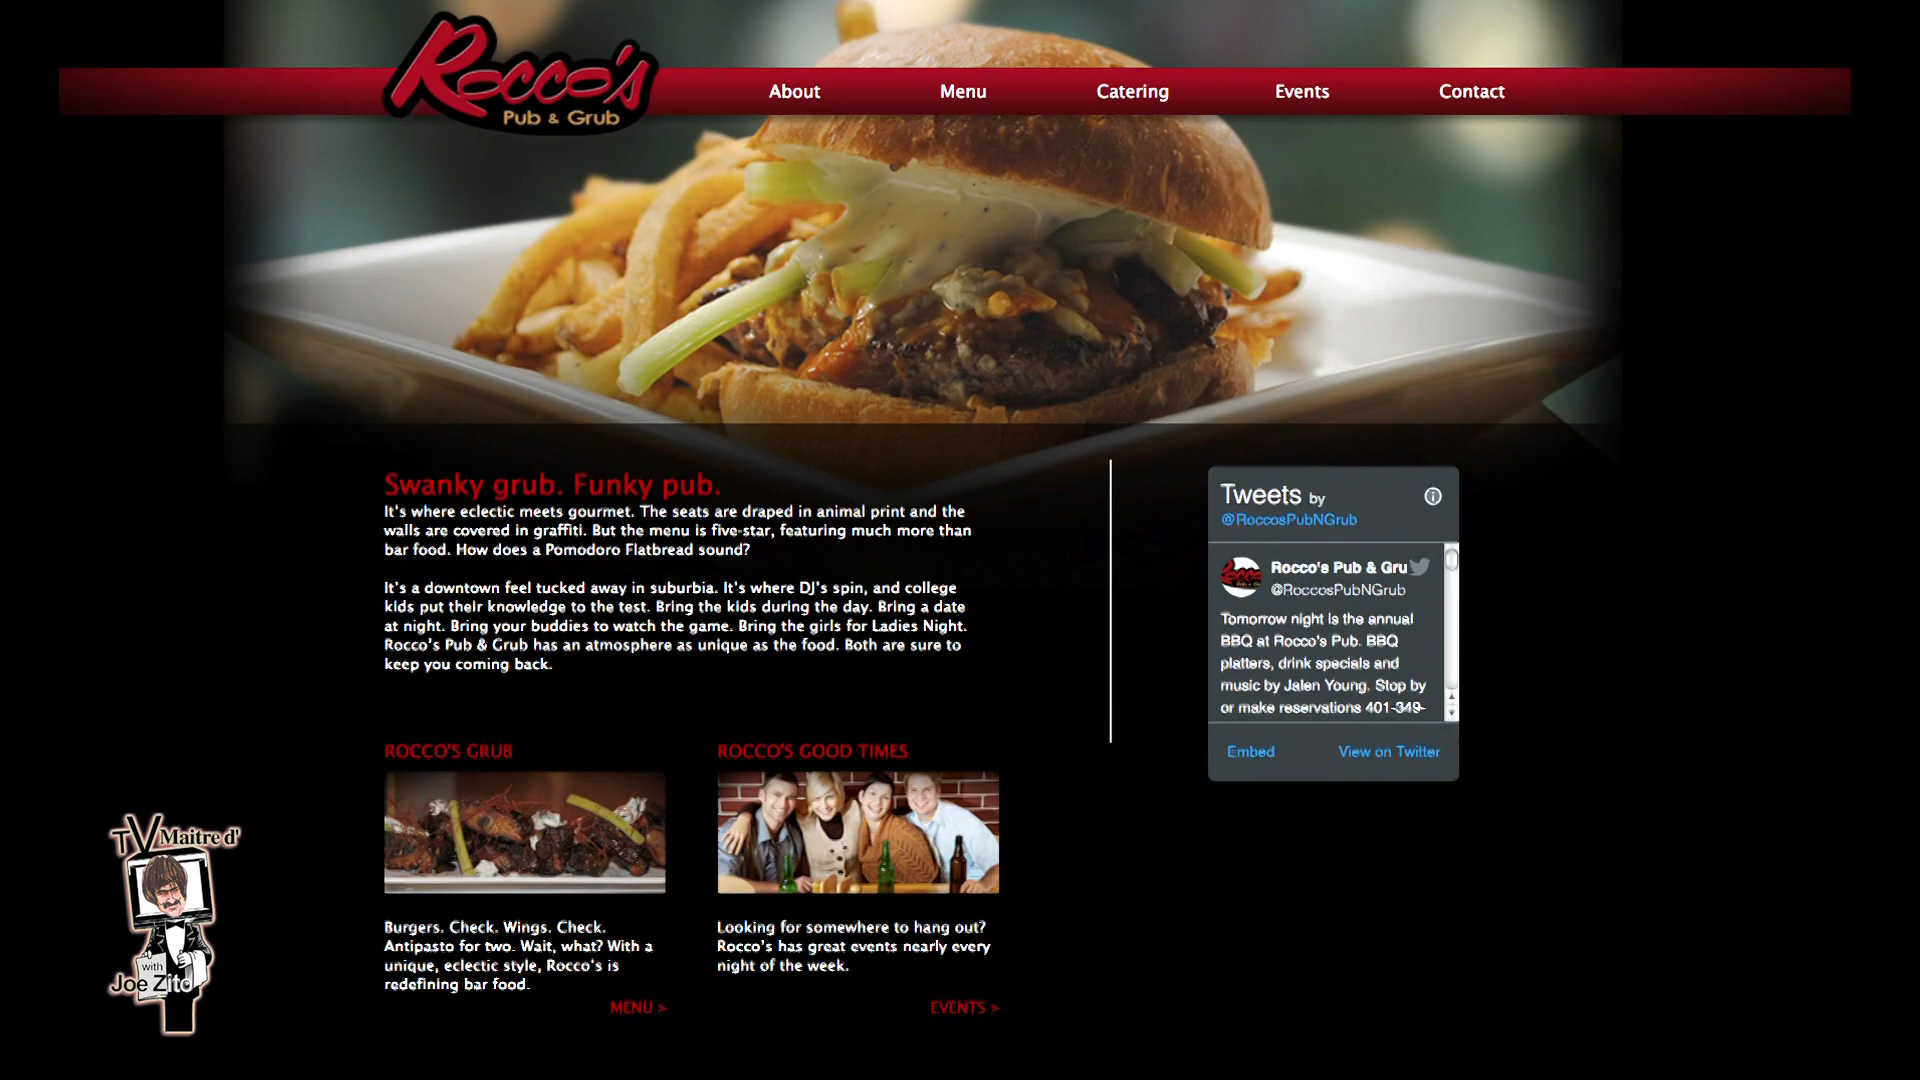 Rocco's
Pub & Grub
About
Menu
Catering
Events
Contact
Swanky grub. Funky pub.
It's where eclectic meets gourmet. The seats are draped in animal print and the
walls are covered in graffiti. But the menu is five-star, featuring much more than
bar food. How does a Pomodoro Flatbread sound?
It's a downtown feel tucked away in suburbia. It's where DJ's spin, and college
kids put their knowledge to the test. Bring the kids during the day. Bring a date
at night. Bring your buddies to watch the game. Bring the girls for Ladies Night.
Rocco's Pub & Grub has an atmosphere as unique as the food. Both are sure to
keep you coming back.
Tweets by
@RoccosPubNGrub
Rocco's Pub & Gru
@RoccosPubNGrub
Tomorrow night is the annual
BBQ at Rocco's Pub. BBQ
platters, drink specials and
music by Jalen Young. Stop by
or make reservations 401-349-
Embed
View on Twitter
ROCCO'S GRUB
Burgers. Check. Wings. Check.
Antipasto for two. Wait, what? With a
unique, eclectic style, Rocco's is
redefining bar food.
MENU >
ROCCO'S GOOD TIMES
Looking for somewhere to hang out?
Rocco's has great events nearly every
night of the week.
EVENTS >
TV Maitre d'
with
Joe Zito